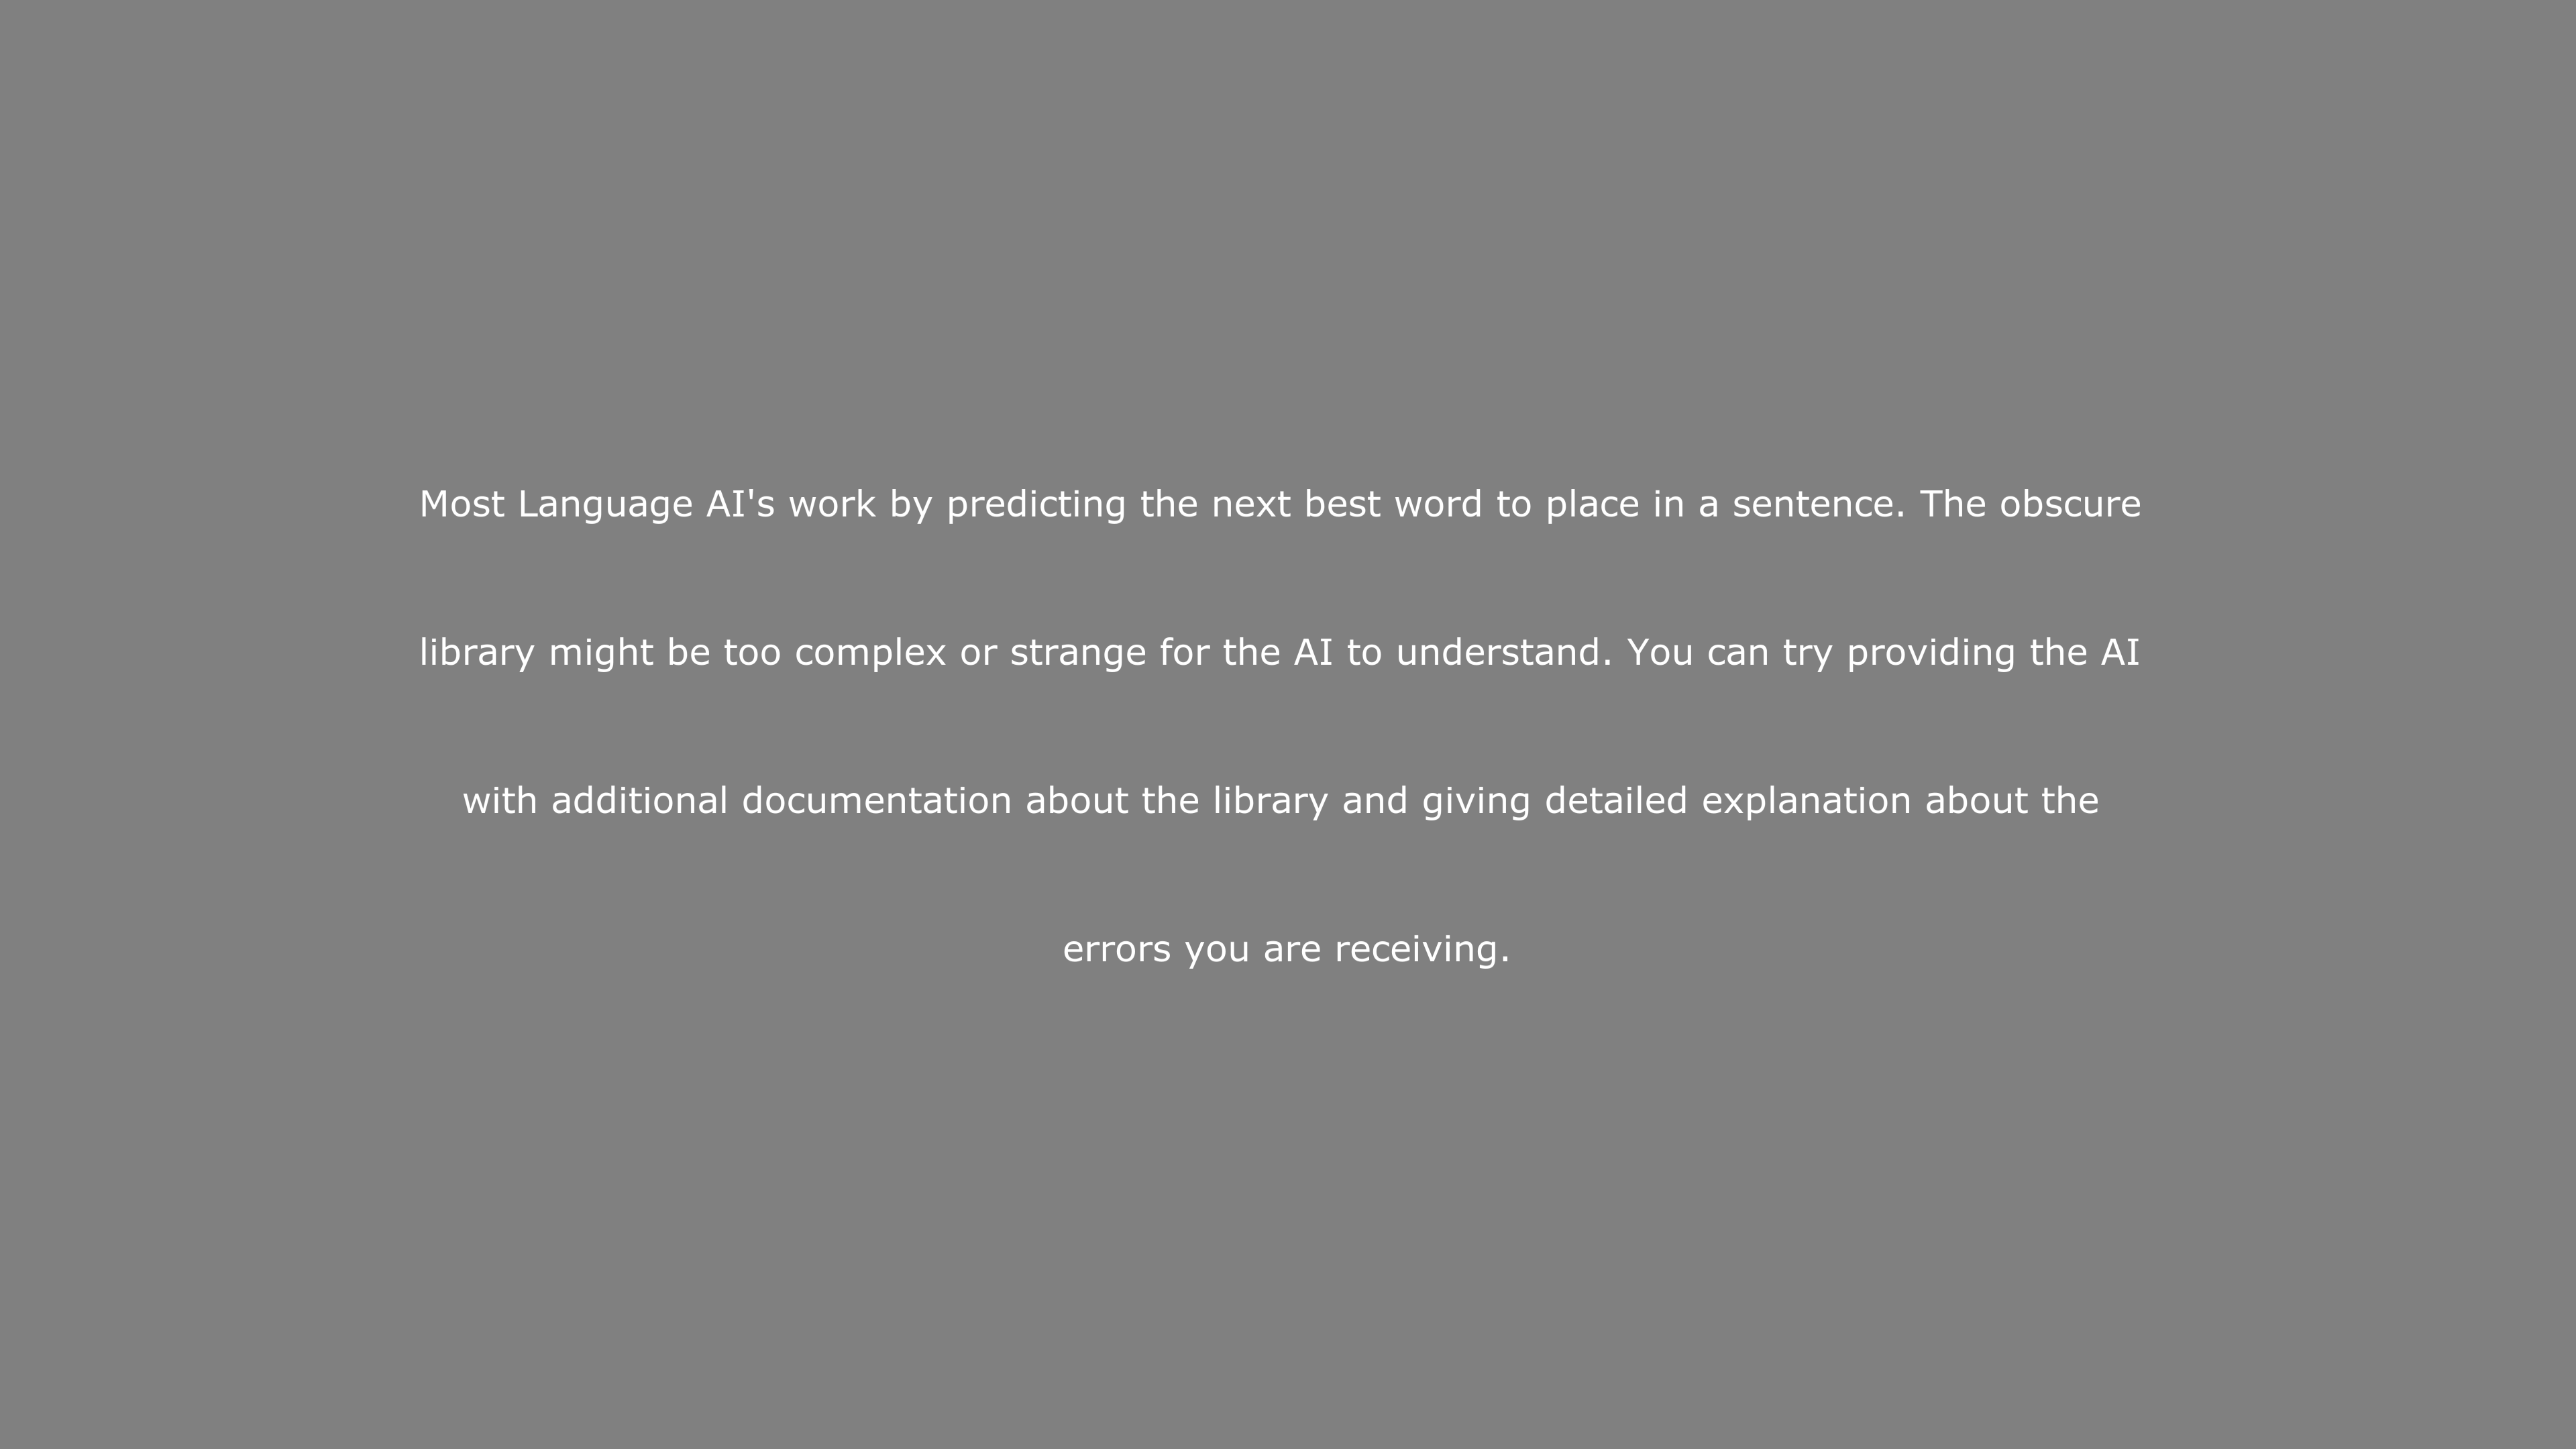 Most Language AI's work by predicting the next best word to place in a sentence. The obscure
library might be too complex or strange for the AI to understand. You can try providing the AI
with additional documentation about the library and giving detailed explanation about the
errors you are receiving.